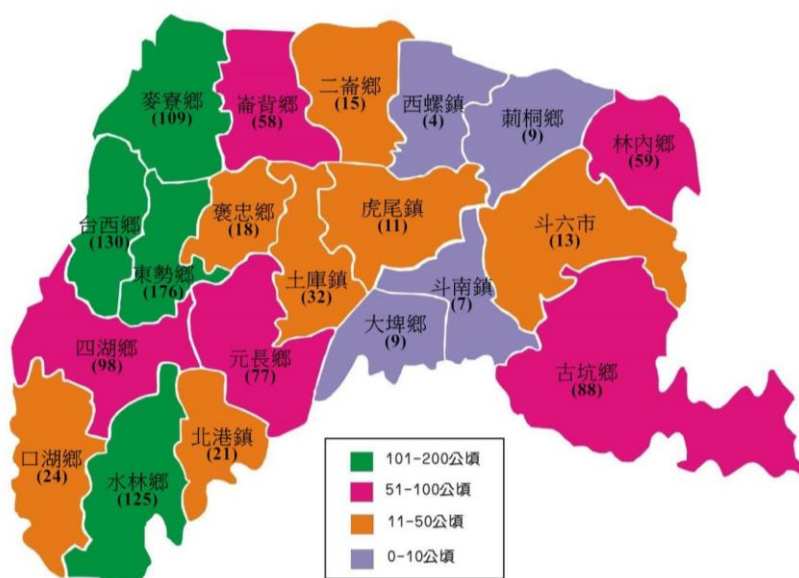 麥寮鄉
(109)
崙背鄉
(58)
二崙鄉
(15)
西螺鎮
(4)
莿桐鄉
(9)
林內鄉
(59)
台西鄉
(130)
東勢鄉
(176)
褒忠鄉
(18)
土庫鎮
(32)
虎尾鎮
(11)
斗六市
(13)
斗南鎮
(7)
大埤鄉
(9)
四湖鄉
(98)
元長鄉
(77)
古坑鄉
(88)
口湖鄉
(24)
水林鄉
(125)
北港鎮
(21)
101-200公頃
51-100公頃
11-50公頃
0-10公頃